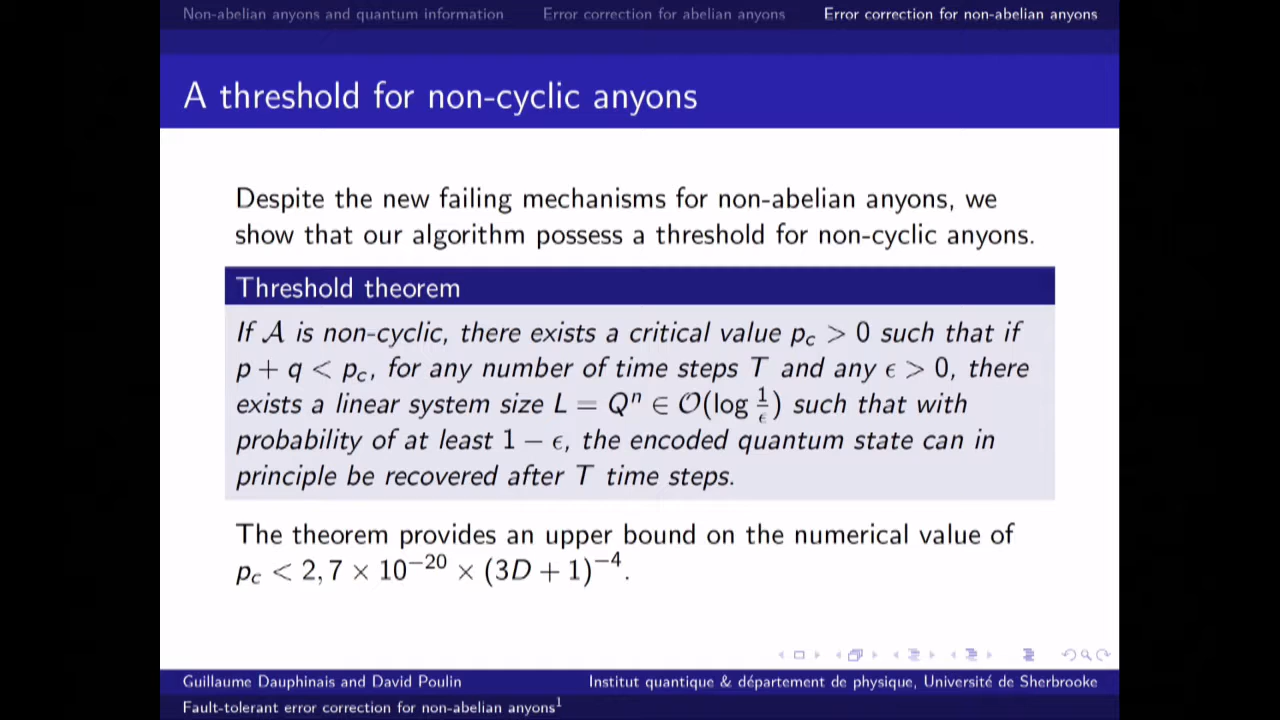 Non-abelian anyons and quantum information Error correction for abelian anyons Error correction for non-abelian anyons
A threshold for non-cyclic anyons
Despite the new failing mechanisms for non-abelian anyons, we
show that our algorithm possess a threshold for non-cyclic anyons.
Threshold theorem
If 𝒜 is non-cyclic, there exists a critical value p_c > 0 such that if
p + q < p_c, for any number of time steps T and any ϵ > 0, there
exists a linear system size L = Qⁿ ∈ 𝒪(log 1/ϵ) such that with
probability of at least 1 − ϵ, the encoded quantum state can in
principle be recovered after T time steps.
The theorem provides an upper bound on the numerical value of
p_c < 2,7 × 10⁻²⁰ × (3D + 1)⁻⁴.
Guillaume Dauphinais and David Poulin Institut quantique & département de physique, Université de Sherbrooke
Fault-tolerant error correction for non-abelian anyons¹